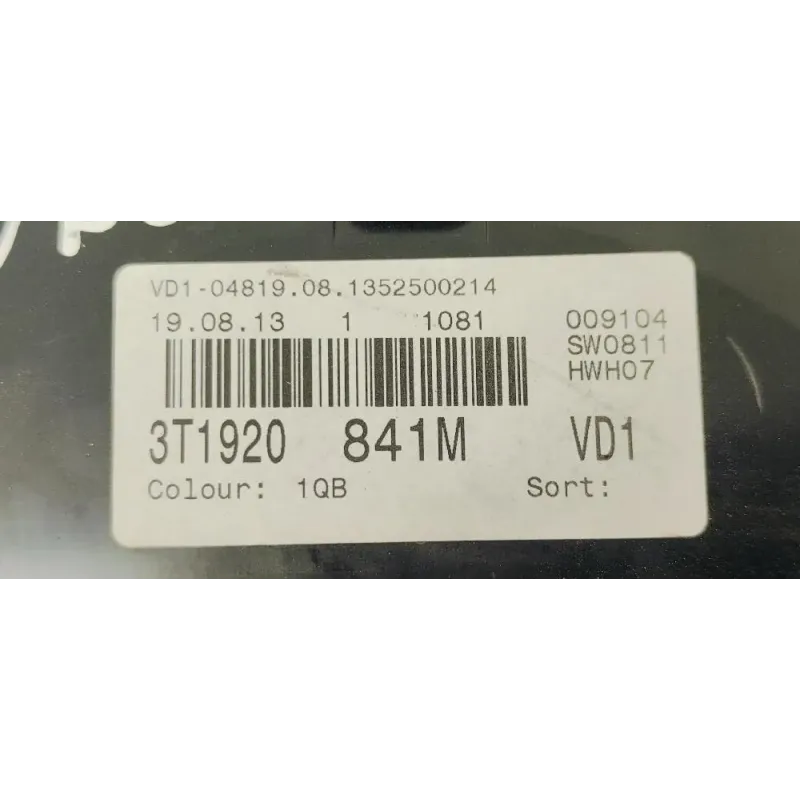 VD1-04819.08.1352500214
19.08.13 1 1081 009104
SW0811
HWH07
3T1920 841M VD1
Colour: 1QB Sort: